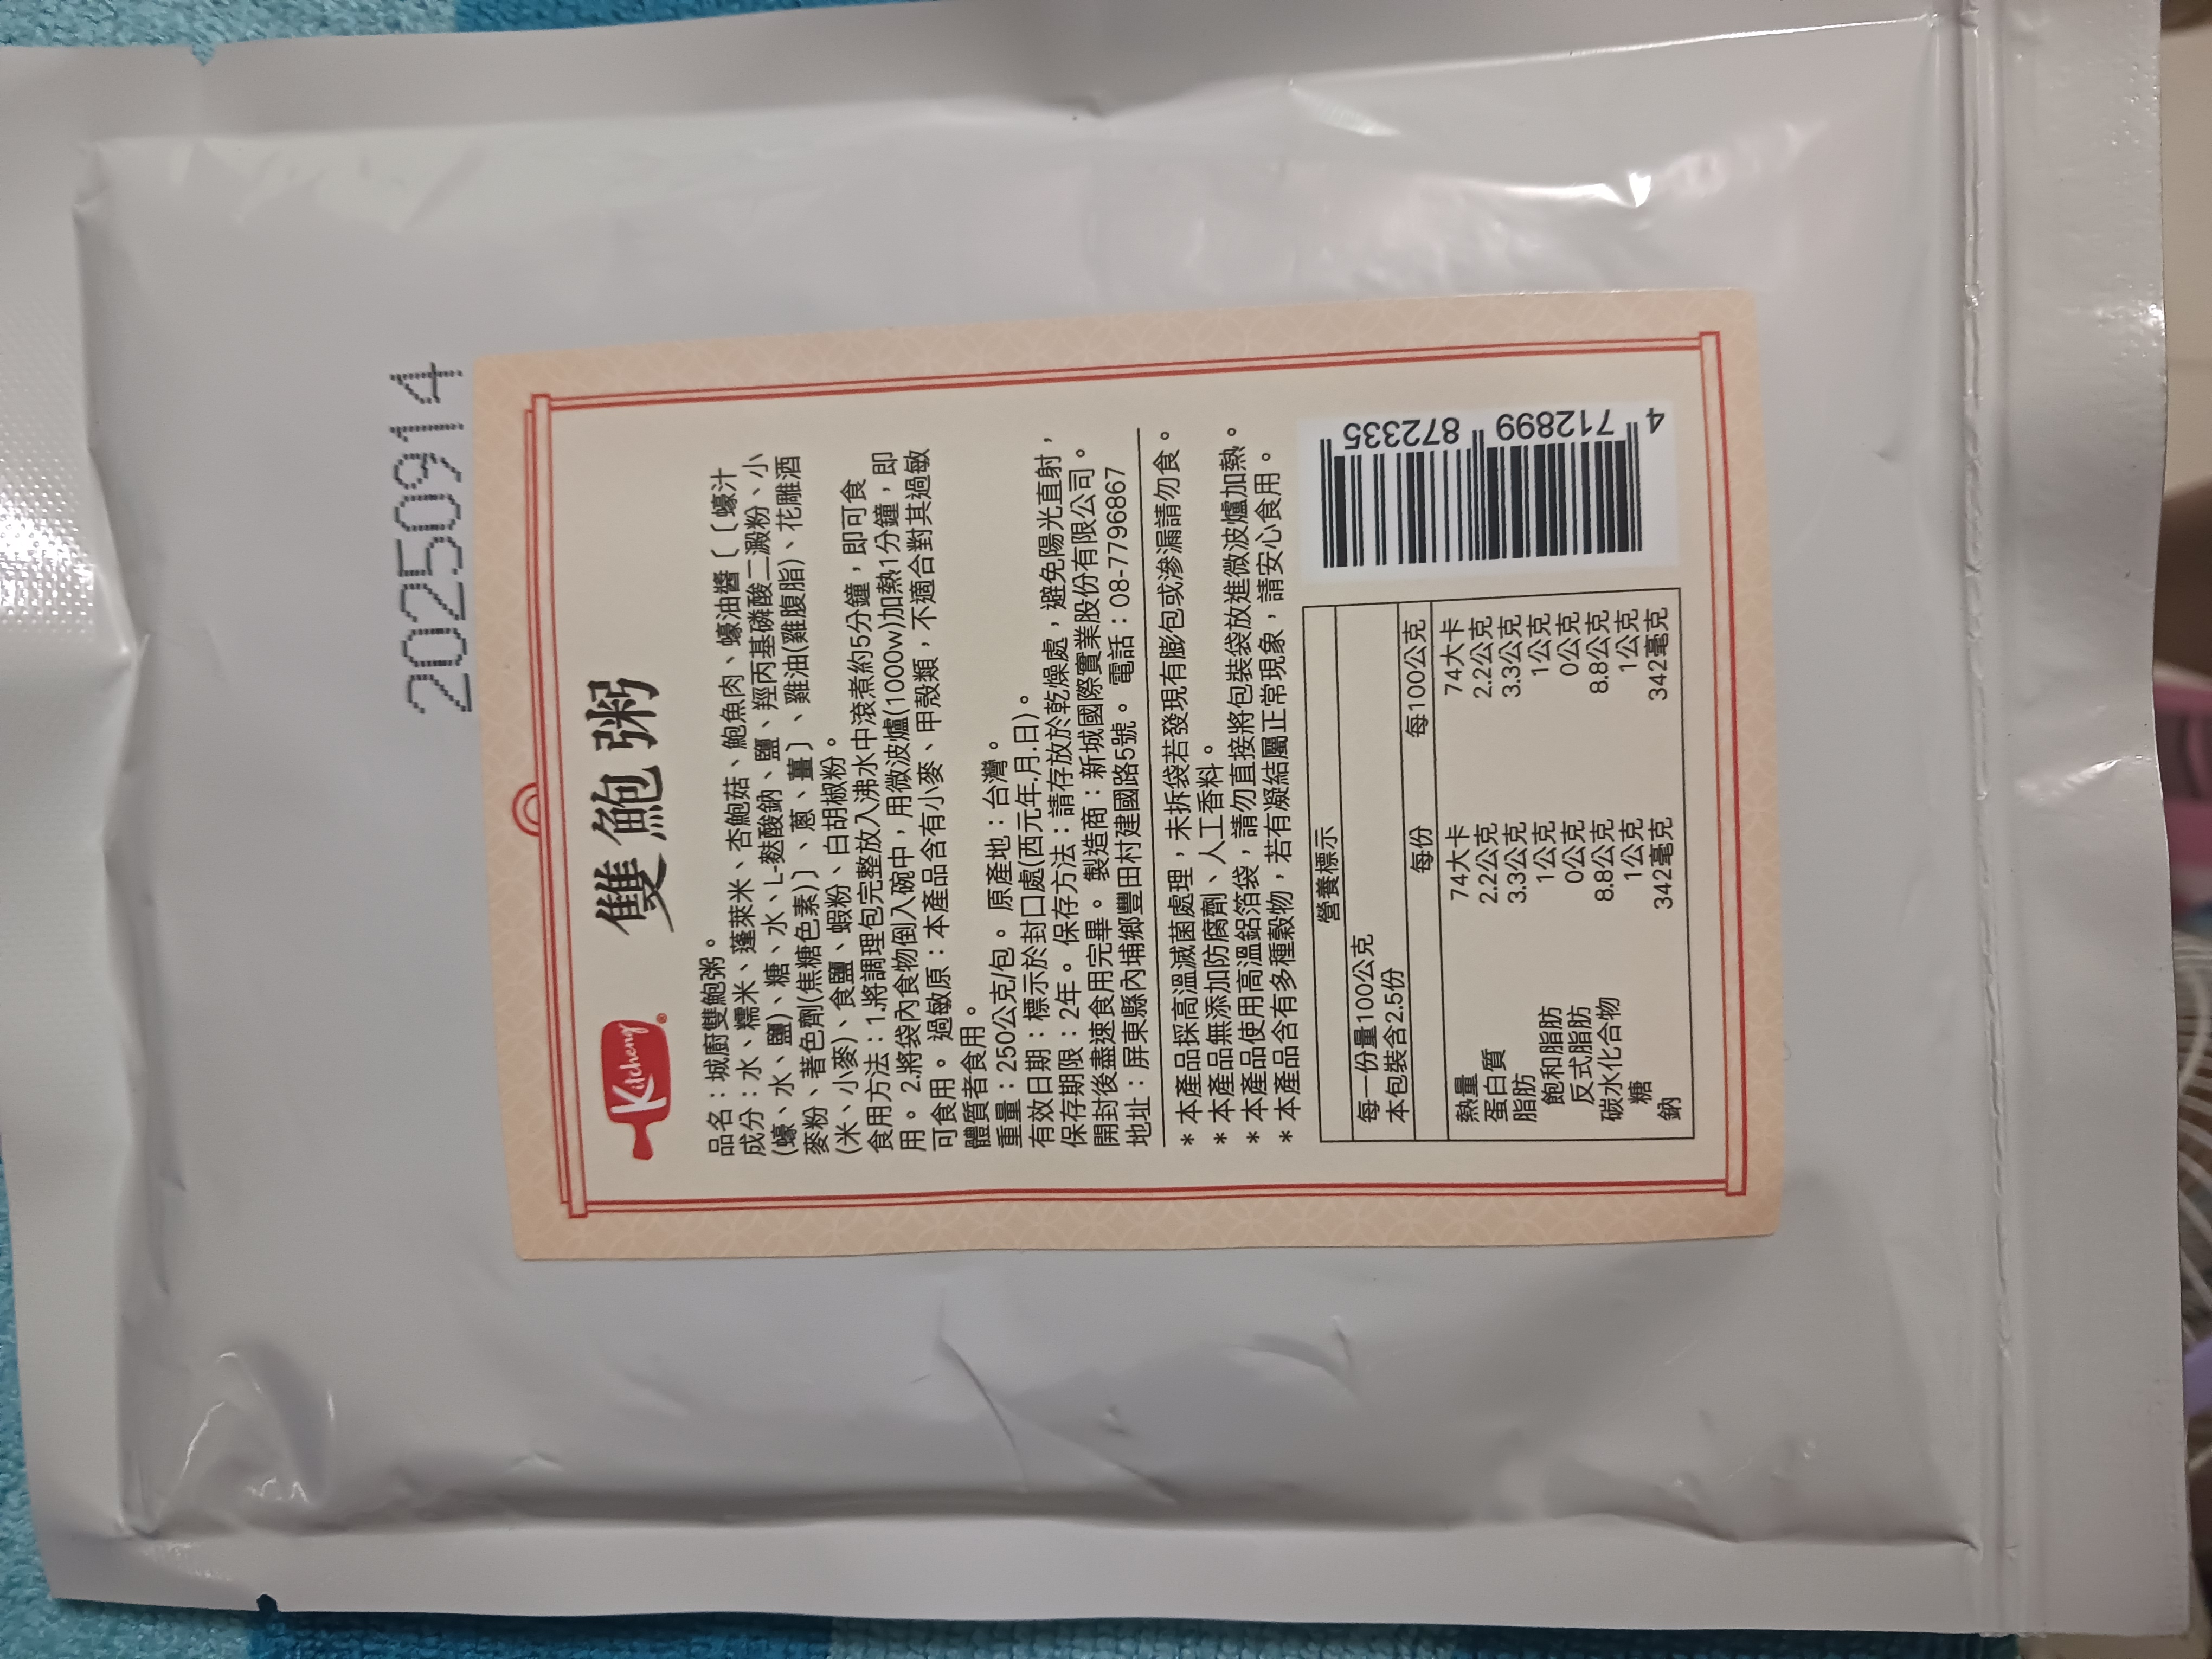 20250914
Kitcheng®
雙鮑粥
品名：城廚雙鮑粥。
成分：水、糯米、蓬萊米、杏鮑菇、鮑魚肉、蠔油醬〔〔蠔汁
(蠔、水、鹽)、糖、水、L-麩酸鈉、鹽、羥丙基磷酸二澱粉、小
麥粉、著色劑(焦糖色素)〕、蔥、薑〕、雞油(雞腹脂)、花雕酒
(米、小麥)、食鹽、蝦粉、白胡椒粉。
食用方法：1.將調理包完整放入沸水中滾煮約5分鐘，即可食
用。 2.將袋內食物倒入碗中，用微波爐(1000w)加熱1分鐘，即
可食用。 過敏原：本產品含有小麥、甲殼類，不適合對其過敏
體質者食用。
重量：250公克/包。 原產地：台灣。
有效日期：標示於封口處(西元年.月.日)。
保存期限：2年。 保存方法：請存放於乾燥處，避免陽光直射，
開封後盡速食用完畢。 製造商：新城國際實業股份有限公司。
地址：屏東縣內埔鄉豐田村建國路5號。 電話：08-7796867
＊本產品採高溫滅菌處理，未拆袋若發現有膨包或滲漏請勿食。
＊本產品無添加防腐劑、人工香料。
＊本產品使用高溫鋁箔袋，請勿直接將包裝袋放進微波爐加熱。
＊本產品含有多種穀物，若有凝結屬正常現象，請安心食用。
營養標示
每一份量100公克
本包裝含2.5份
每份 每100公克
熱量 74大卡 74大卡
蛋白質 2.2公克 2.2公克
脂肪 3.3公克 3.3公克
飽和脂肪 1公克 1公克
反式脂肪 0公克 0公克
碳水化合物 8.8公克 8.8公克
糖 1公克 1公克
鈉 342毫克 342毫克
4 712899 872335